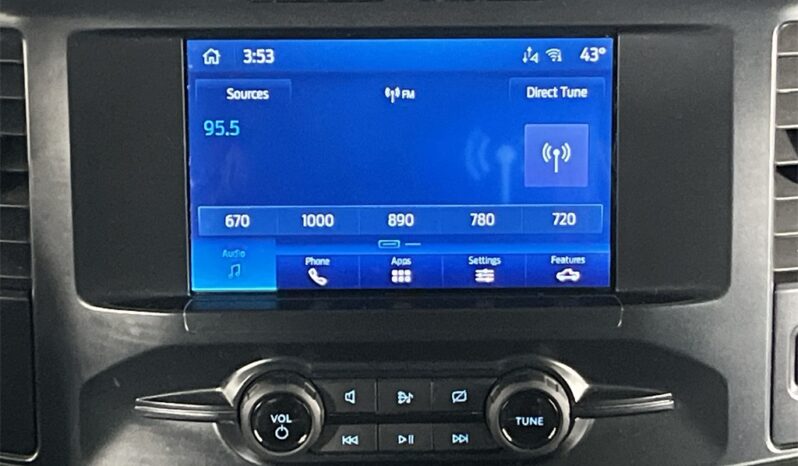 3:53 43°
Sources FM Direct Tune
95.5
670 1000 890 780 720
Audio Phone Apps Settings Features
VOL TUNE